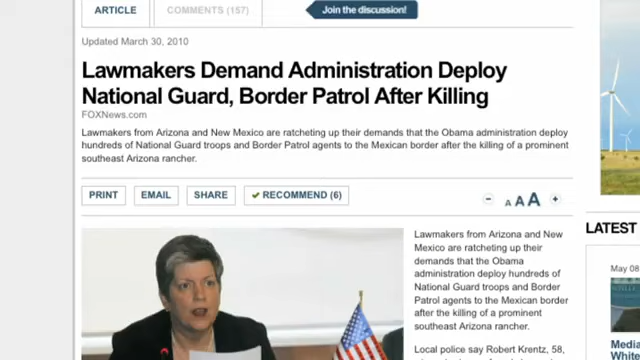 ARTICLE
COMMENTS (157)
Join the discussion!
Updated March 30, 2010
Lawmakers Demand Administration Deploy
National Guard, Border Patrol After Killing
FOXNews.com
Lawmakers from Arizona and New Mexico are ratcheting up their demands that the Obama administration deploy
hundreds of National Guard troops and Border Patrol agents to the Mexican border after the killing of a prominent
southeast Arizona rancher.
PRINT
EMAIL
SHARE
RECOMMEND (6)
A A A
Lawmakers from Arizona and New
Mexico are ratcheting up their
demands that the Obama
administration deploy hundreds of
National Guard troops and Border
Patrol agents to the Mexican border
after the killing of a prominent
southeast Arizona rancher.
Local police say Robert Krentz, 58,
LATEST
May 08
Media
White